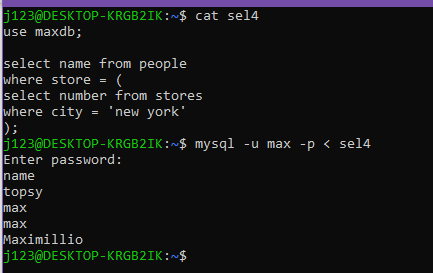 j123@DESKTOP-KRGB2IK:~$ cat sel4
use maxdb;
select name from people
where store = (
select number from stores
where city = 'new york'
);
j123@DESKTOP-KRGB2IK:~$ mysql -u max -p < sel4
Enter password:
name
topsy
max
max
Maximillio
j123@DESKTOP-KRGB2IK:~$